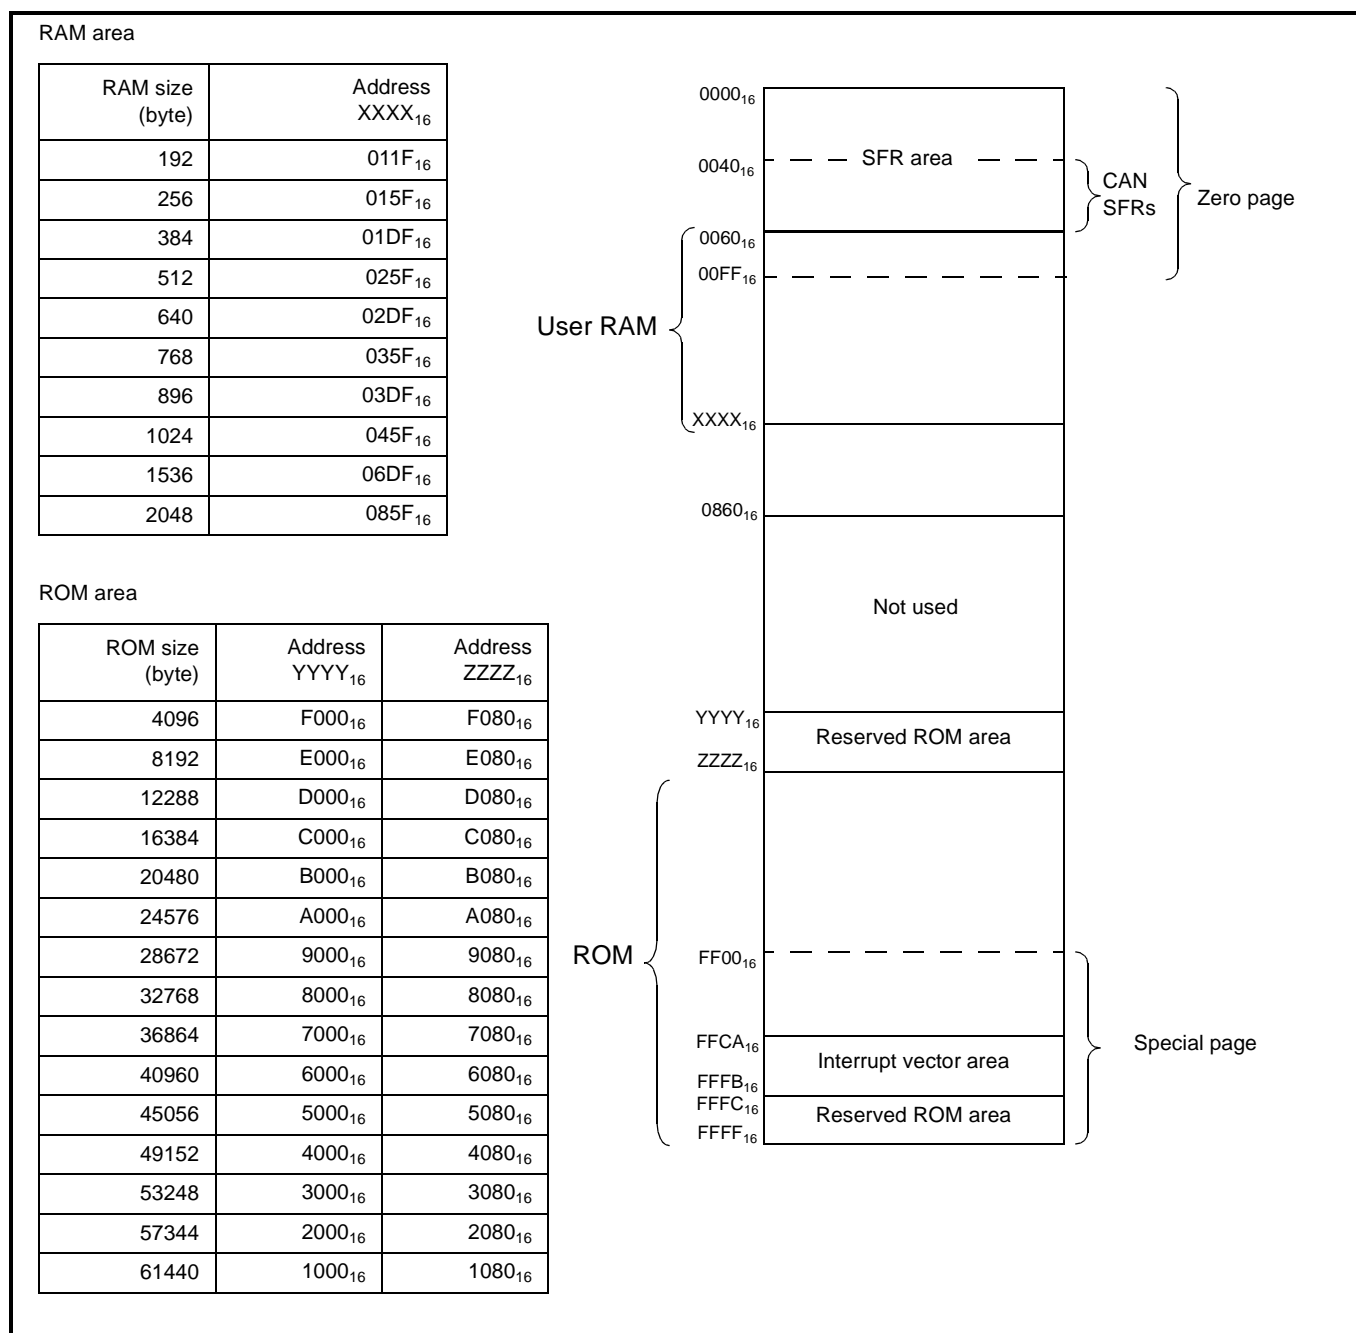 RAM area
RAM size (byte) Address XXXX₁₆
192 011F₁₆
256 015F₁₆
384 01DF₁₆
512 025F₁₆
640 02DF₁₆
768 035F₁₆
896 03DF₁₆
1024 045F₁₆
1536 06DF₁₆
2048 085F₁₆
ROM area
ROM size (byte) Address YYYY₁₆ Address ZZZZ₁₆
4096 F000₁₆ F080₁₆
8192 E000₁₆ E080₁₆
12288 D000₁₆ D080₁₆
16384 C000₁₆ C080₁₆
20480 B000₁₆ B080₁₆
24576 A000₁₆ A080₁₆
28672 9000₁₆ 9080₁₆
32768 8000₁₆ 8080₁₆
36864 7000₁₆ 7080₁₆
40960 6000₁₆ 6080₁₆
45056 5000₁₆ 5080₁₆
49152 4000₁₆ 4080₁₆
53248 3000₁₆ 3080₁₆
57344 2000₁₆ 2080₁₆
61440 1000₁₆ 1080₁₆
0000₁₆
SFR area
0040₁₆
CAN
SFRs
Zero page
0060₁₆
00FF₁₆
User RAM
XXXX₁₆
0860₁₆
Not used
YYYY₁₆
Reserved ROM area
ZZZZ₁₆
ROM
FF00₁₆
Special page
FFCA₁₆
Interrupt vector area
FFFB₁₆
FFFC₁₆
Reserved ROM area
FFFF₁₆